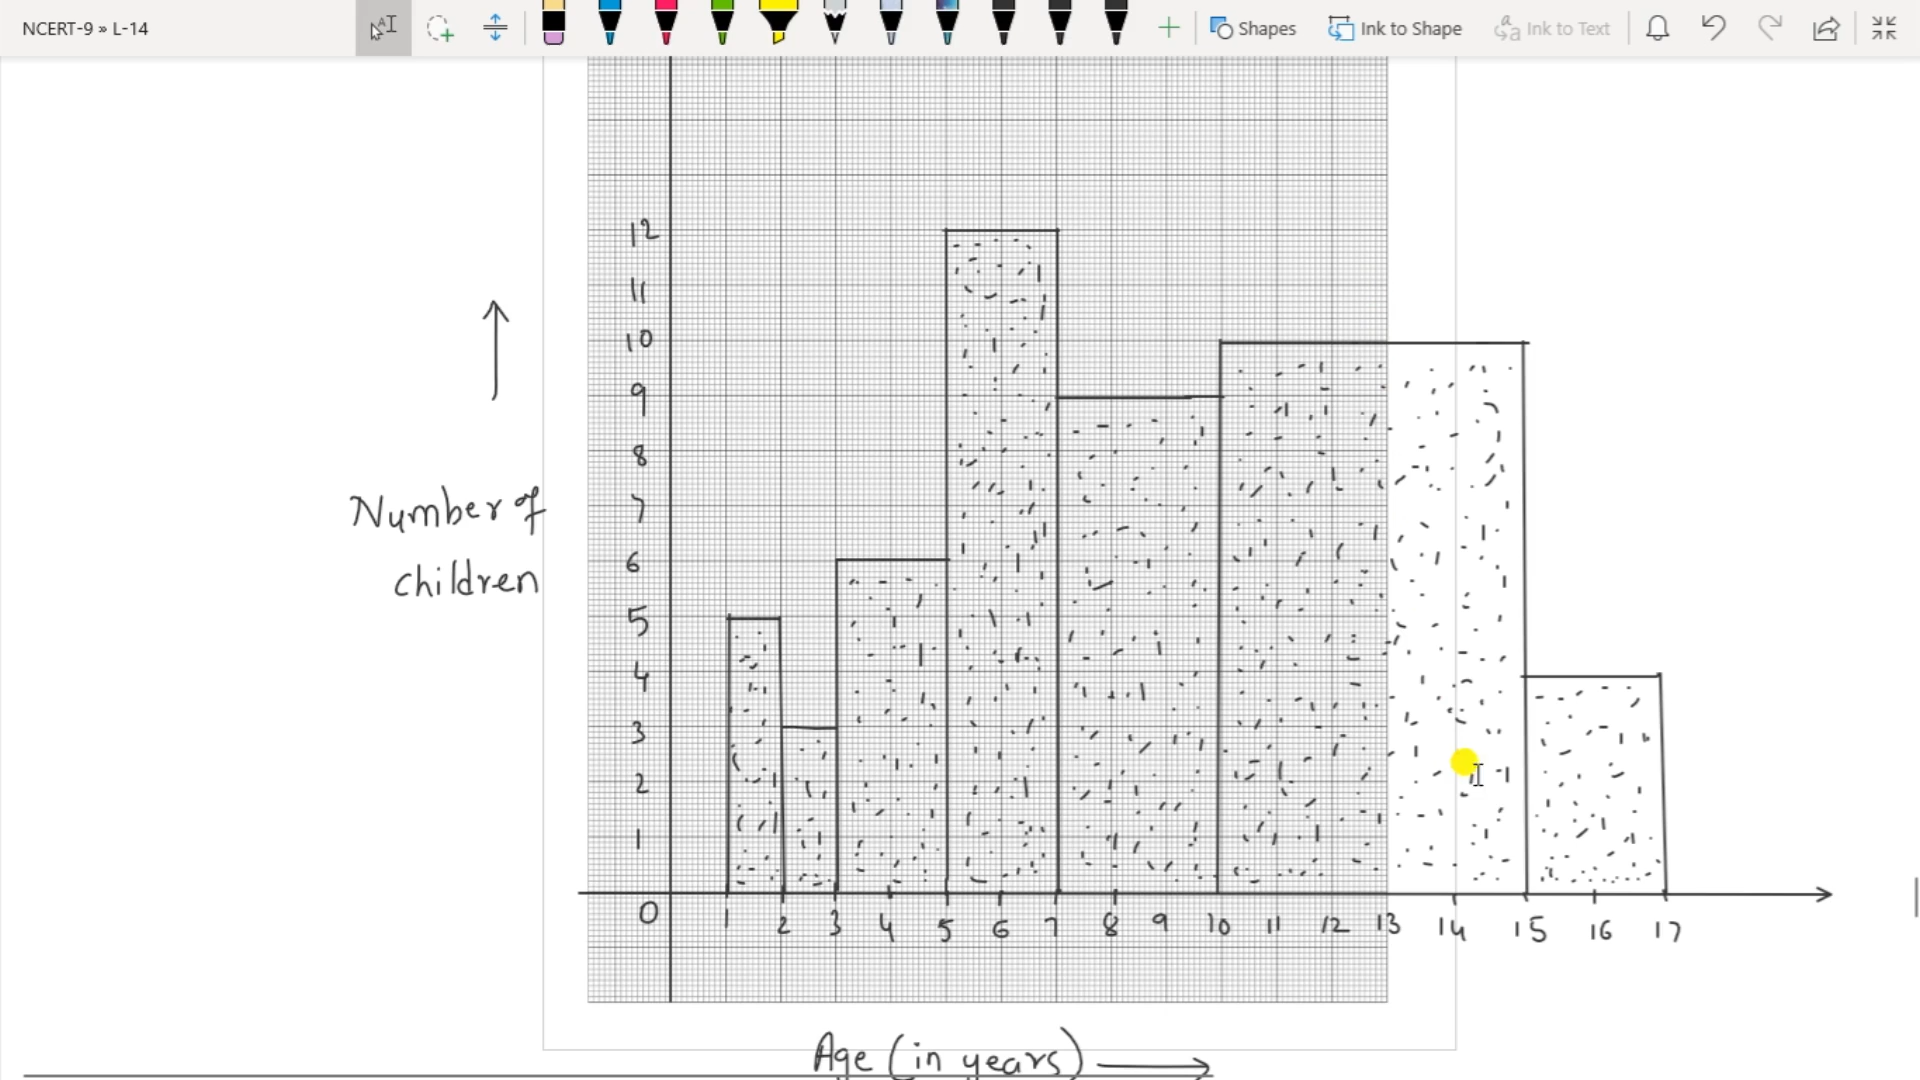 NCERT-9 » L-14
Shapes
Ink to Shape
Ink to Text
12
11
10
9
8
7
6
5
4
3
2
1
Number of
children
0 1 2 3 4 5 6 7 8 9 10 11 12 13 14 15 16 17
Age (in years)